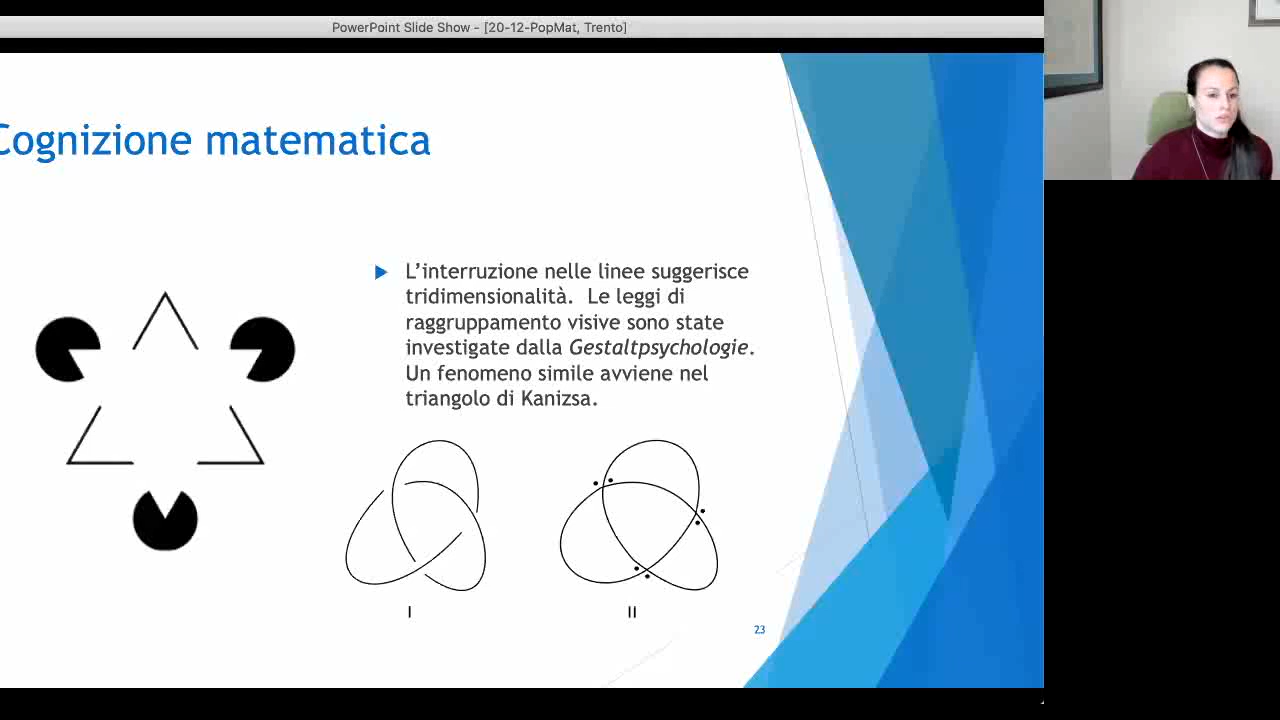 PowerPoint Slide Show - [20-12-PopMat, Trento]
Cognizione matematica
L'interruzione nelle linee suggerisce
tridimensionalità. Le leggi di
raggruppamento visive sono state
investigate dalla Gestaltpsychologie.
Un fenomeno simile avviene nel
triangolo di Kanizsa.
I
II
23